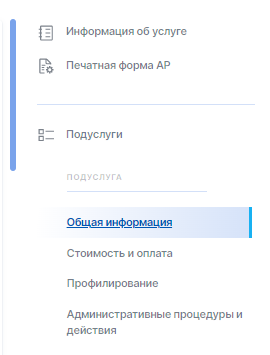 Информация об услуге
Печатная форма АР
Подуслуги
ПОДУСЛУГА
Общая информация
Стоимость и оплата
Профилирование
Административные процедуры и
действия